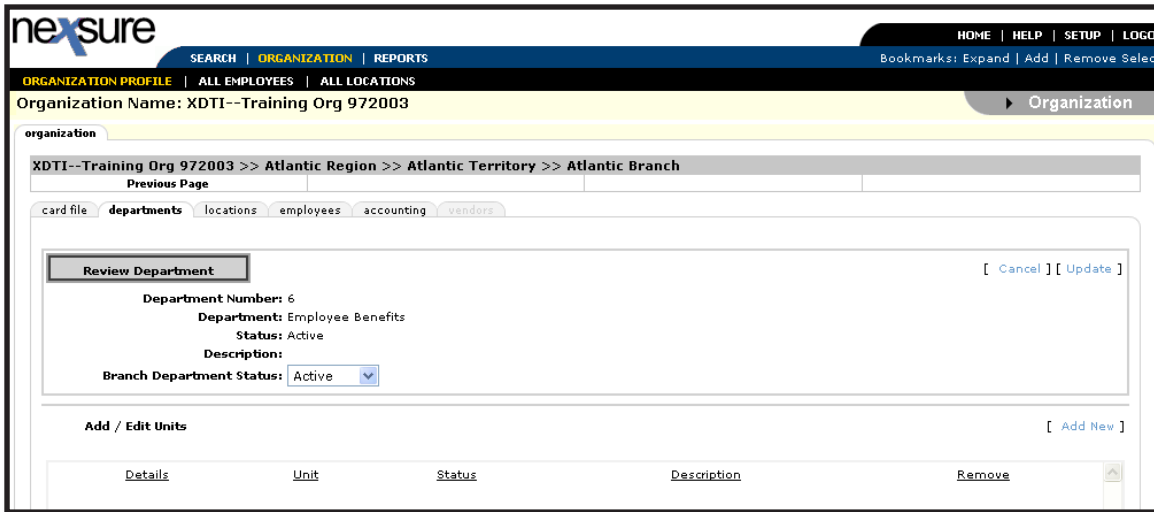 nexsure
HOME | HELP | SETUP | LOGO
SEARCH | ORGANIZATION | REPORTS
Bookmarks: Expand | Add | Remove Selec
ORGANIZATION PROFILE | ALL EMPLOYEES | ALL LOCATIONS
Organization Name: XDTI--Training Org 972003
Organization
organization
XDTI--Training Org 972003 >> Atlantic Region >> Atlantic Territory >> Atlantic Branch
Previous Page
card file departments locations employees accounting vendors
Review Department [ Cancel ] [ Update ]
Department Number: 6
Department: Employee Benefits
Status: Active
Description:
Branch Department Status: Active
Add / Edit Units [ Add New ]
Details Unit Status Description Remove